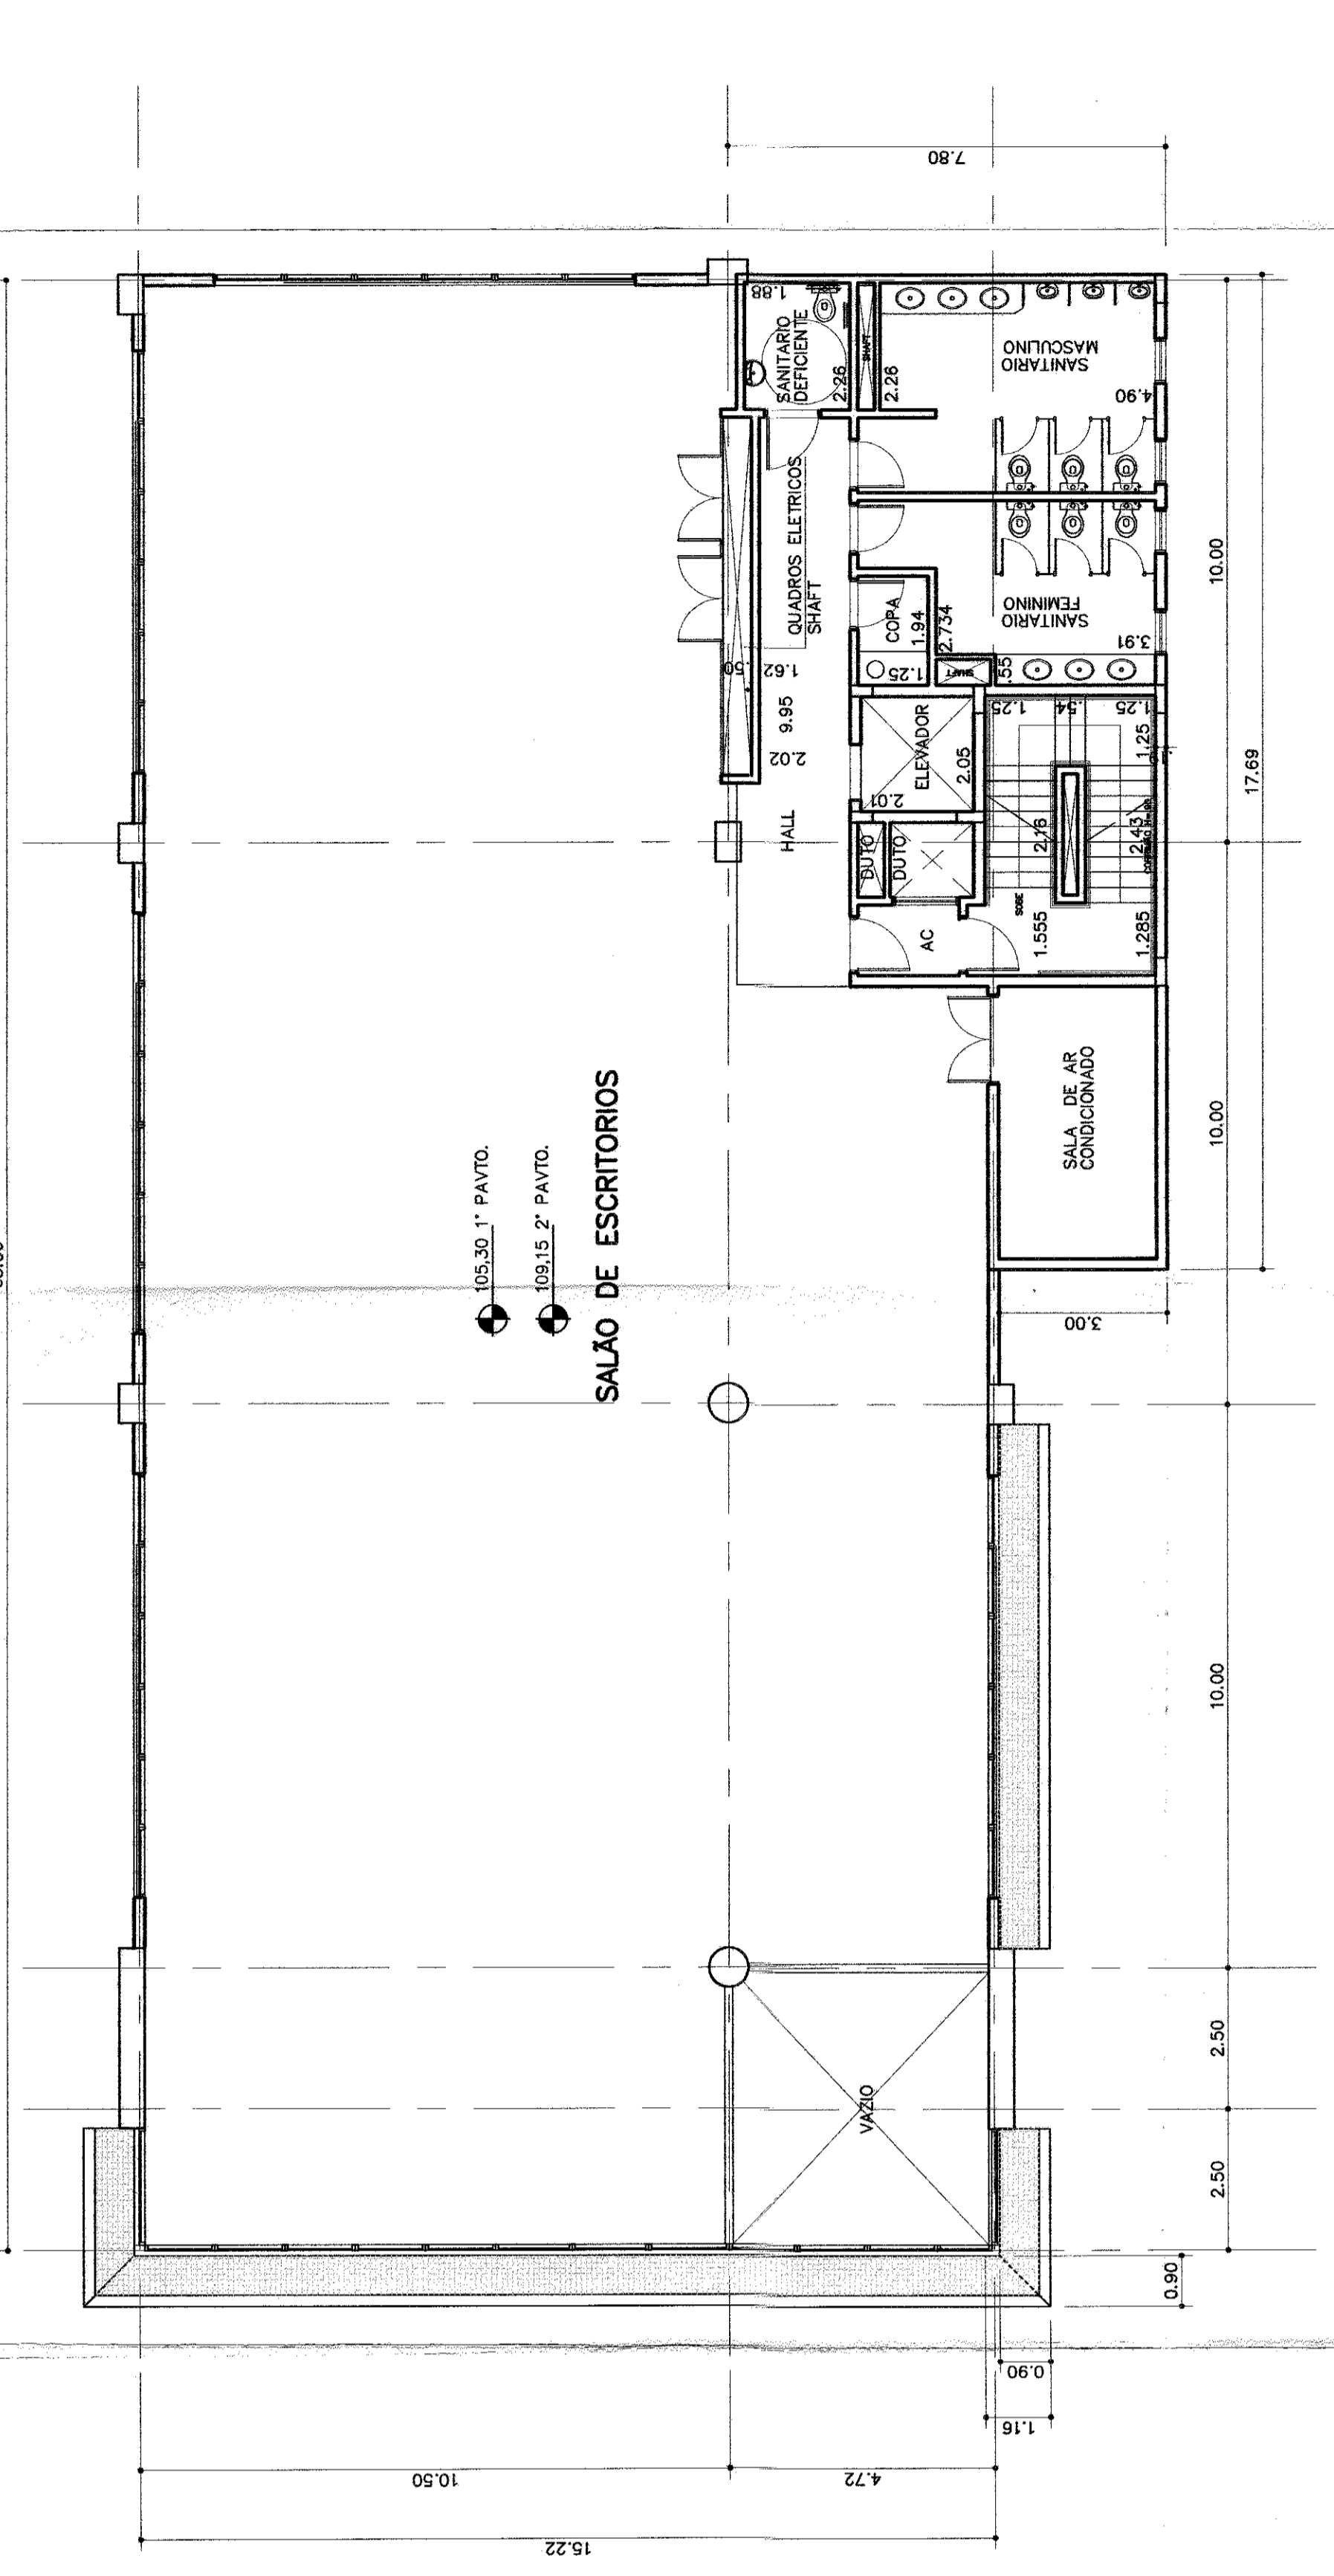 7.80
1.88
SANITARIO
DEFICIENTE
2.26
SHAFT
2.26
SANITARIO
MASCULINO
4.90
QUADROS ELETRICOS
SHAFT
1.62
.50
9.95
2.02
HALL
COPA
1.94
1.25
2.734
SHAFT
.55
SANITARIO
FEMININO
3.91
ELEVADOR
2.05
2.01
1.25
.54
1.25
1.25
DUTO
DUTO
2.16
2.43
SOBE
1.555
1.285
AC
10.00
17.69
SALA DE AR
CONDICIONADO
10.00
3.00
105,30 1° PAVTO.
109,15 2° PAVTO.
SALÃO DE ESCRITORIOS
10.00
VAZIO
2.50
2.50
0.90
0.90
1.16
10.50
4.72
15.22